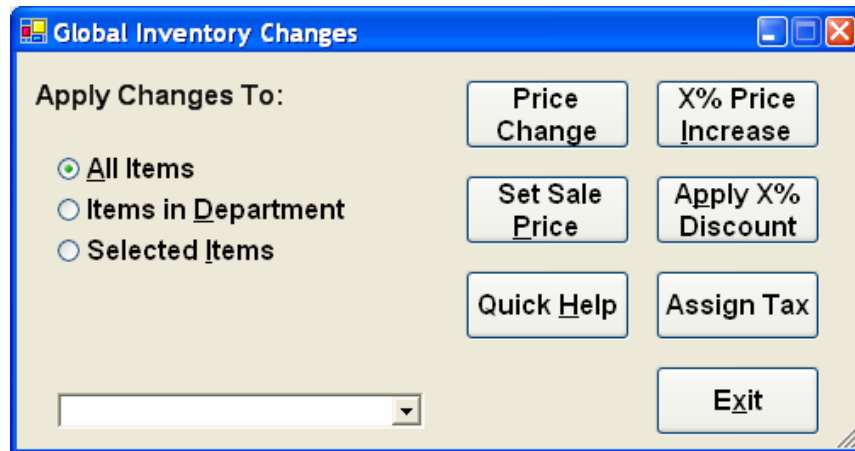 Global Inventory Changes
Apply Changes To:
All Items
Items in Department
Selected Items
Price
Change
X% Price
Increase
Set Sale
Price
Apply X%
Discount
Quick Help
Assign Tax
Exit